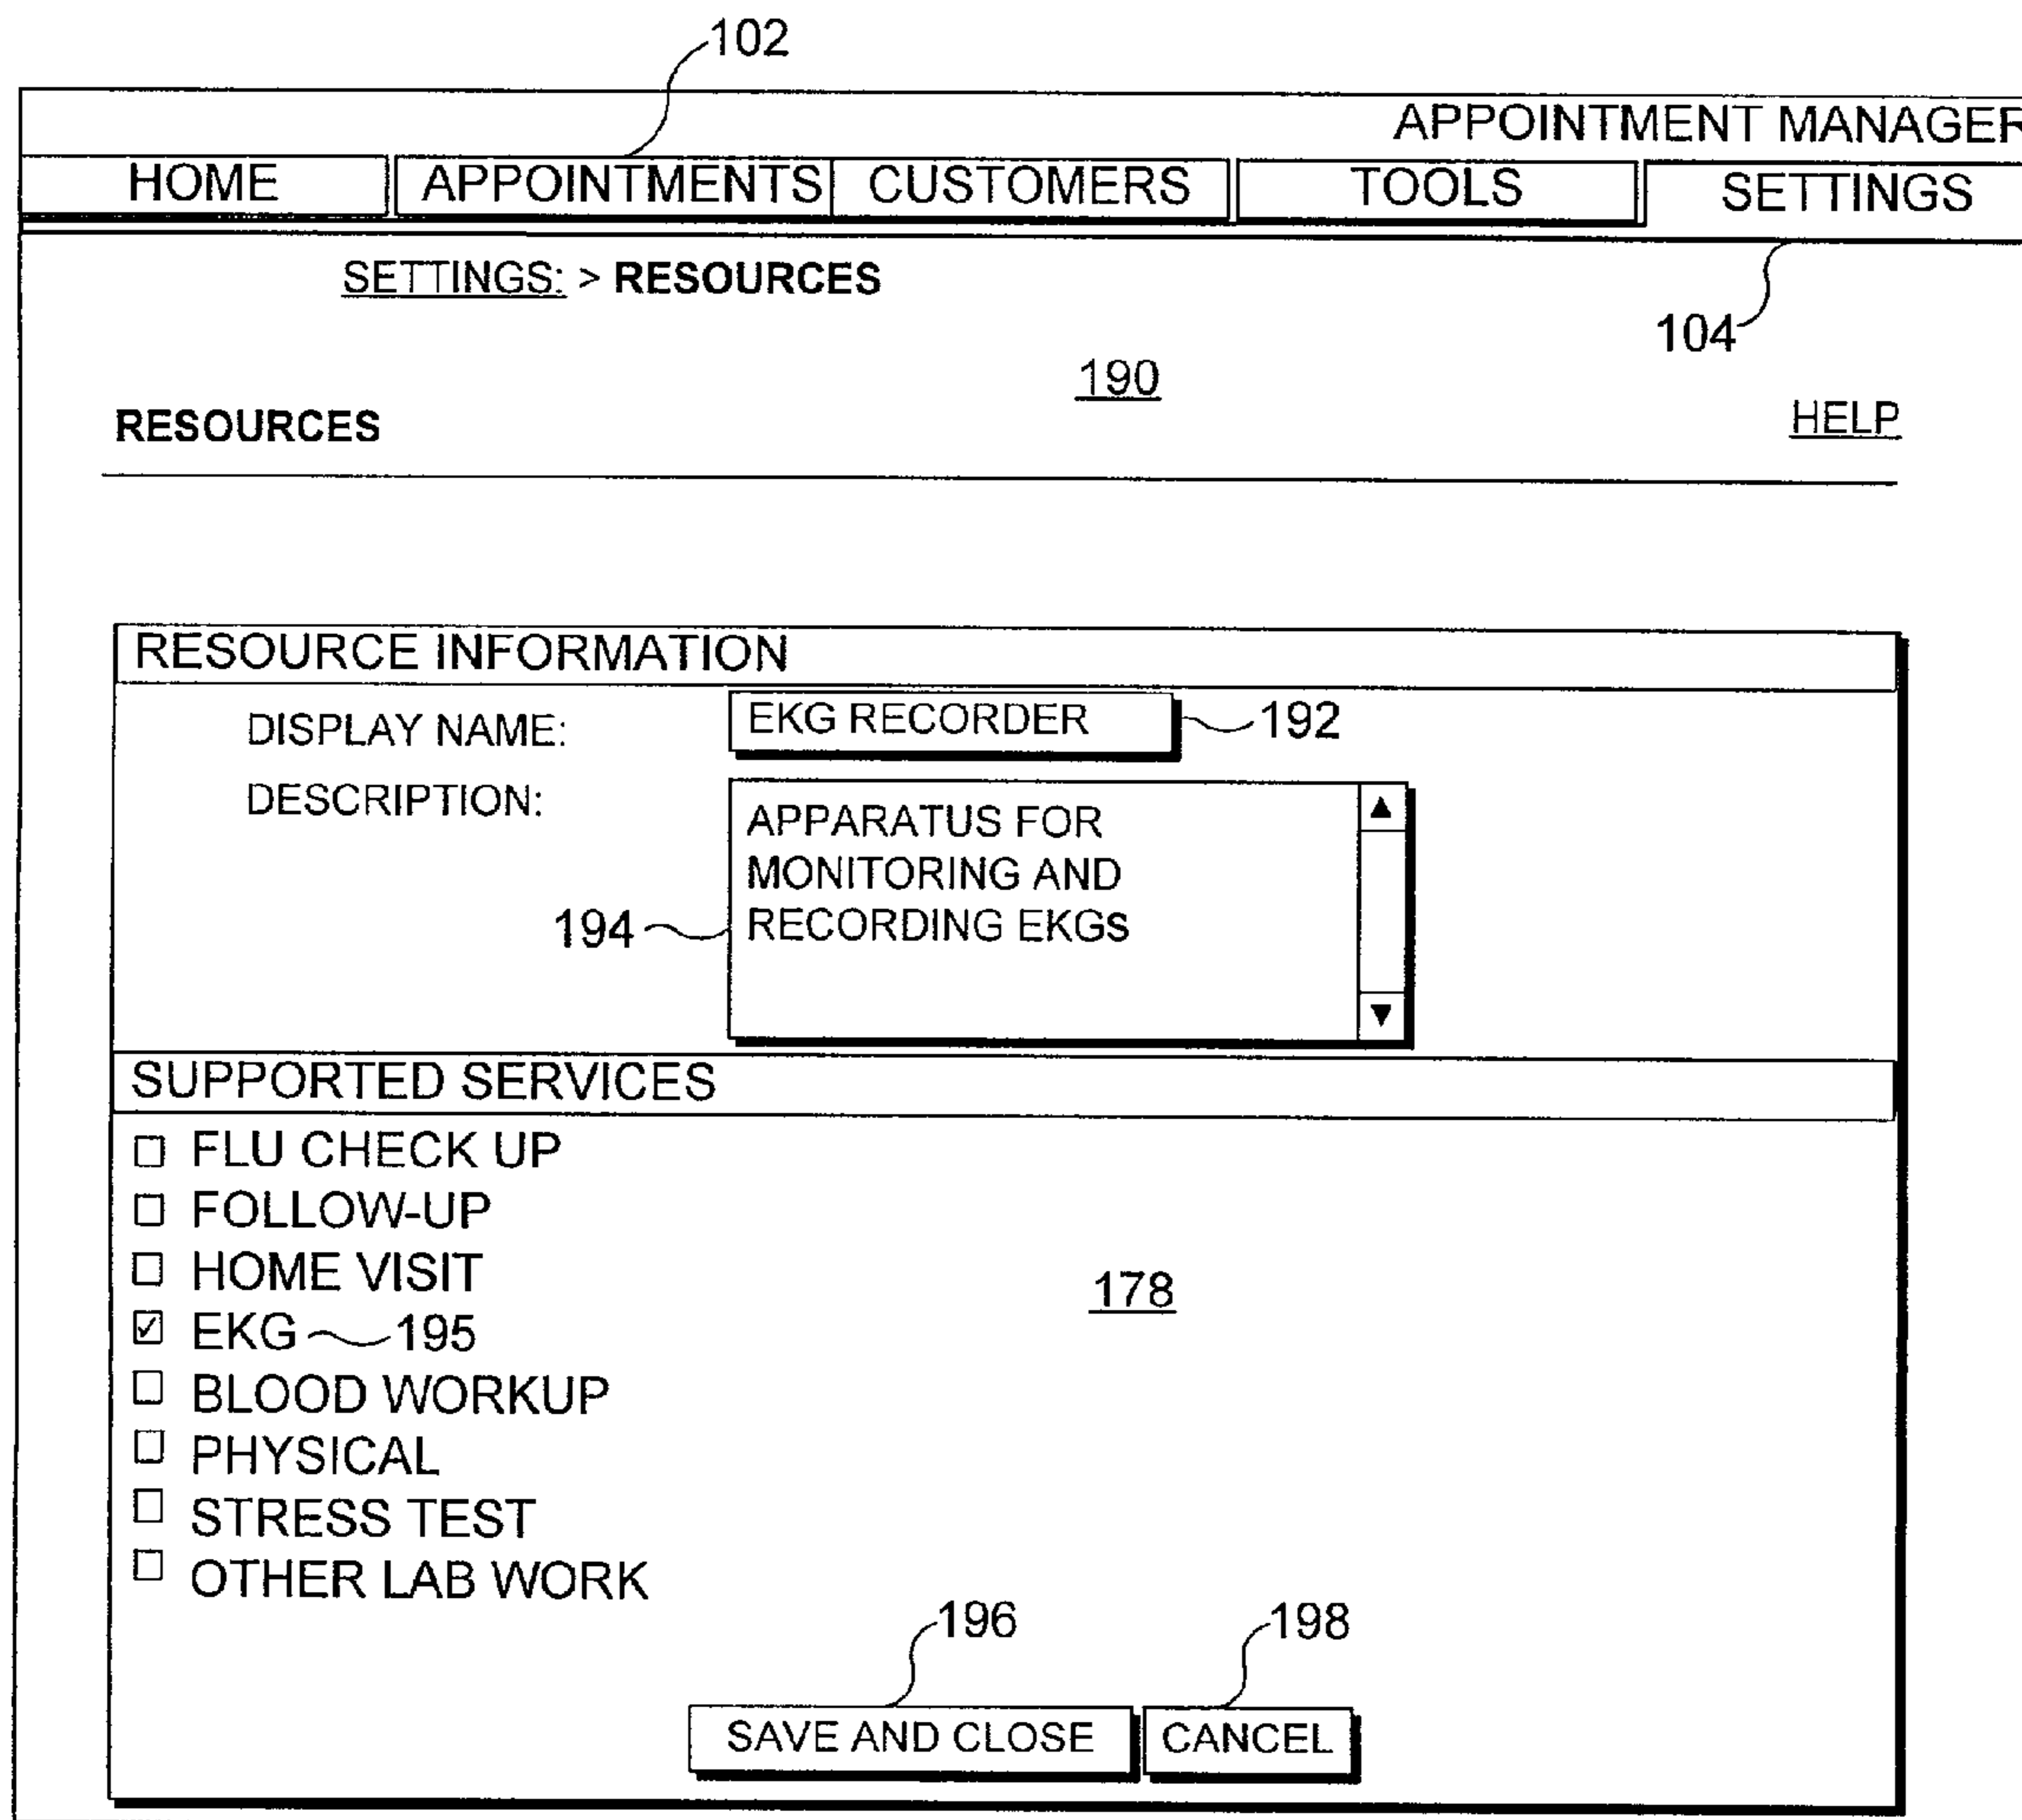 102
APPOINTMENT MANAGER
HOME APPOINTMENTS CUSTOMERS TOOLS SETTINGS
SETTINGS: > RESOURCES
104
190
RESOURCES HELP
RESOURCE INFORMATION
DISPLAY NAME: EKG RECORDER 192
DESCRIPTION: APPARATUS FOR
MONITORING AND
194 RECORDING EKGs
SUPPORTED SERVICES
FLU CHECK UP
FOLLOW-UP
HOME VISIT
178
EKG 195
BLOOD WORKUP
PHYSICAL
STRESS TEST
OTHER LAB WORK
196 198
SAVE AND CLOSE CANCEL